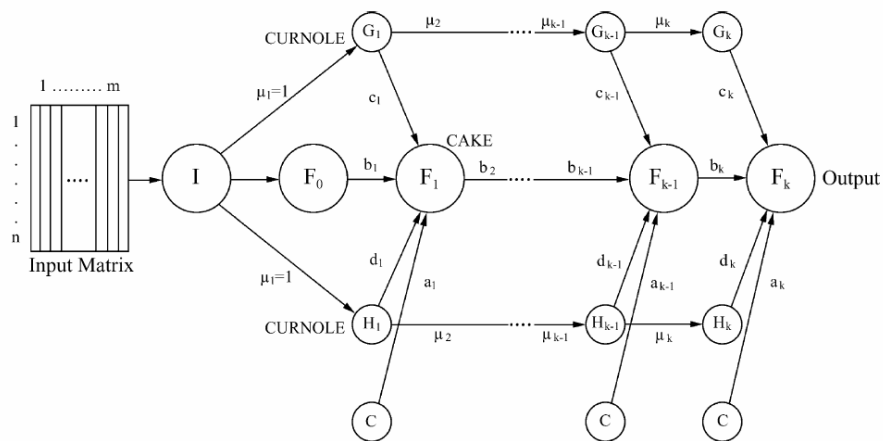 CURNOLE G₁ μ₂ .... μₖ₋₁ Gₖ₋₁ μₖ Gₖ
1 ......... m
μ₁=1 c₁ cₖ₋₁ cₖ
1
.
.
.
.
.
n
....
CAKE
I F₀ b₁ F₁ b₂ .... bₖ₋₁ Fₖ₋₁ bₖ Fₖ Output
Input Matrix
μ₁=1 d₁ a₁ dₖ₋₁ aₖ₋₁ dₖ aₖ
CURNOLE H₁ μ₂ .... μₖ₋₁ Hₖ₋₁ μₖ Hₖ
C C C